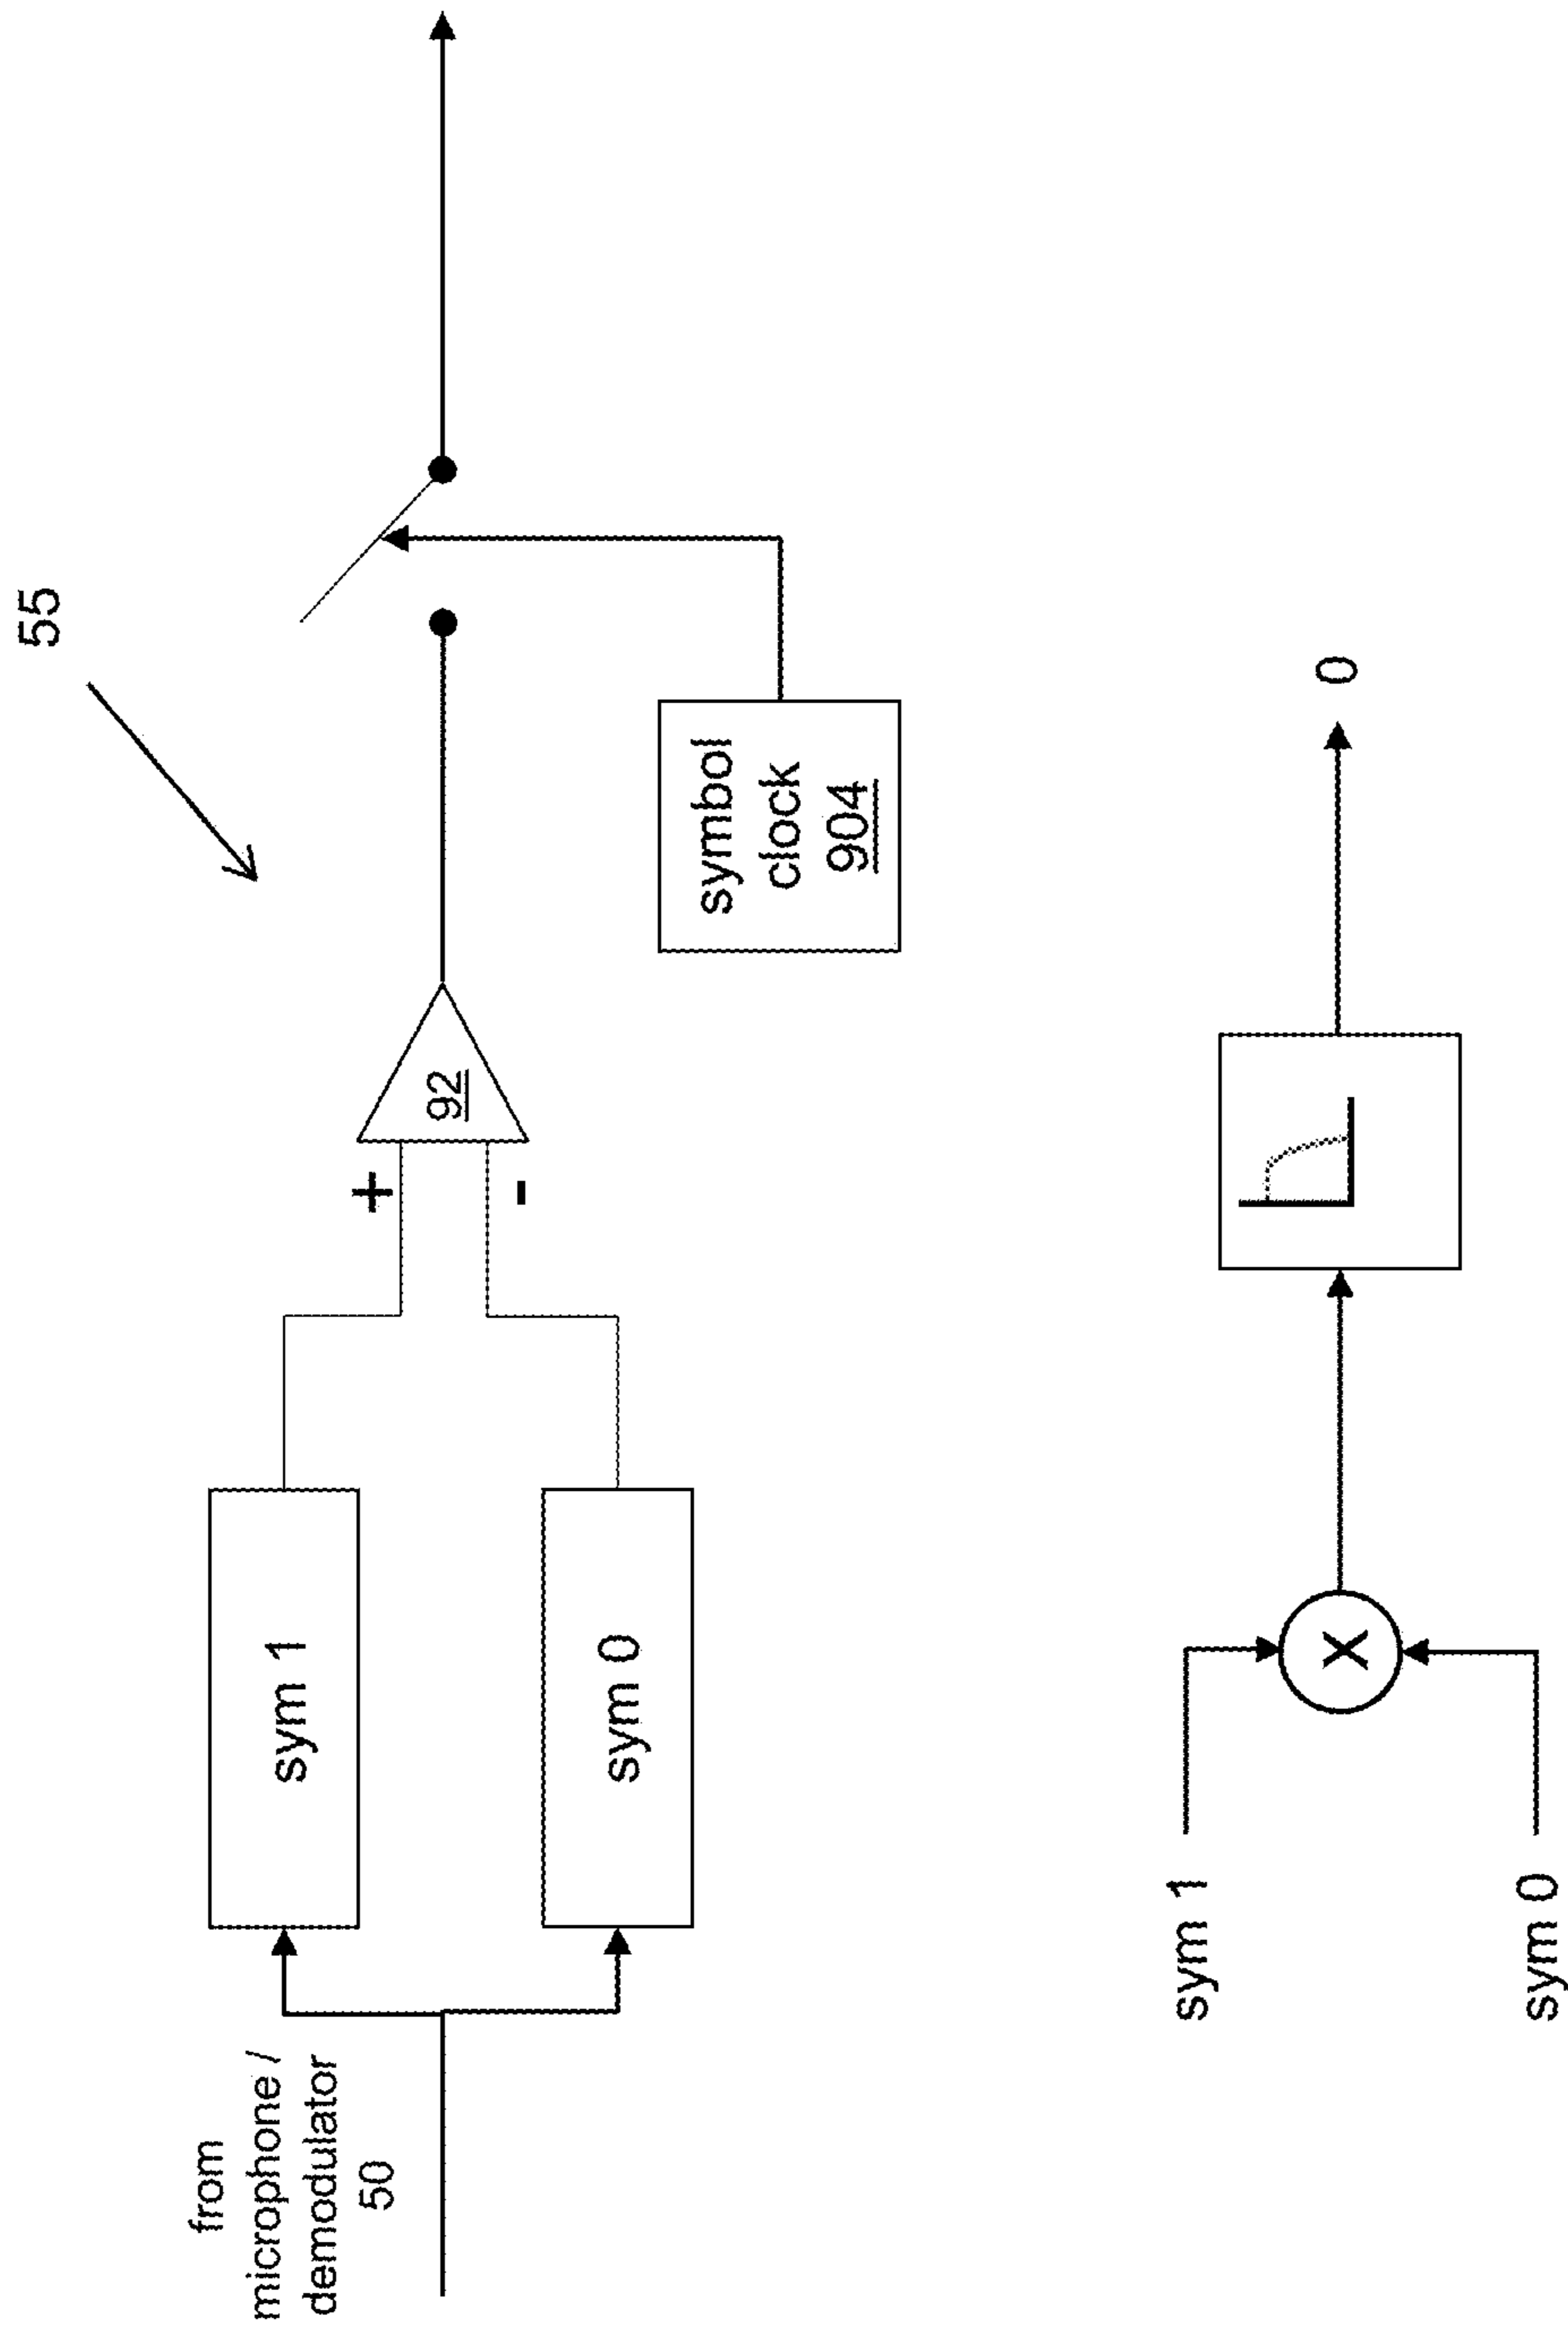 55
from
microphone /
demodulator
50
sym 1
sym 0
+
-
92
symbol
clock
904
sym 1
sym 0
X
0